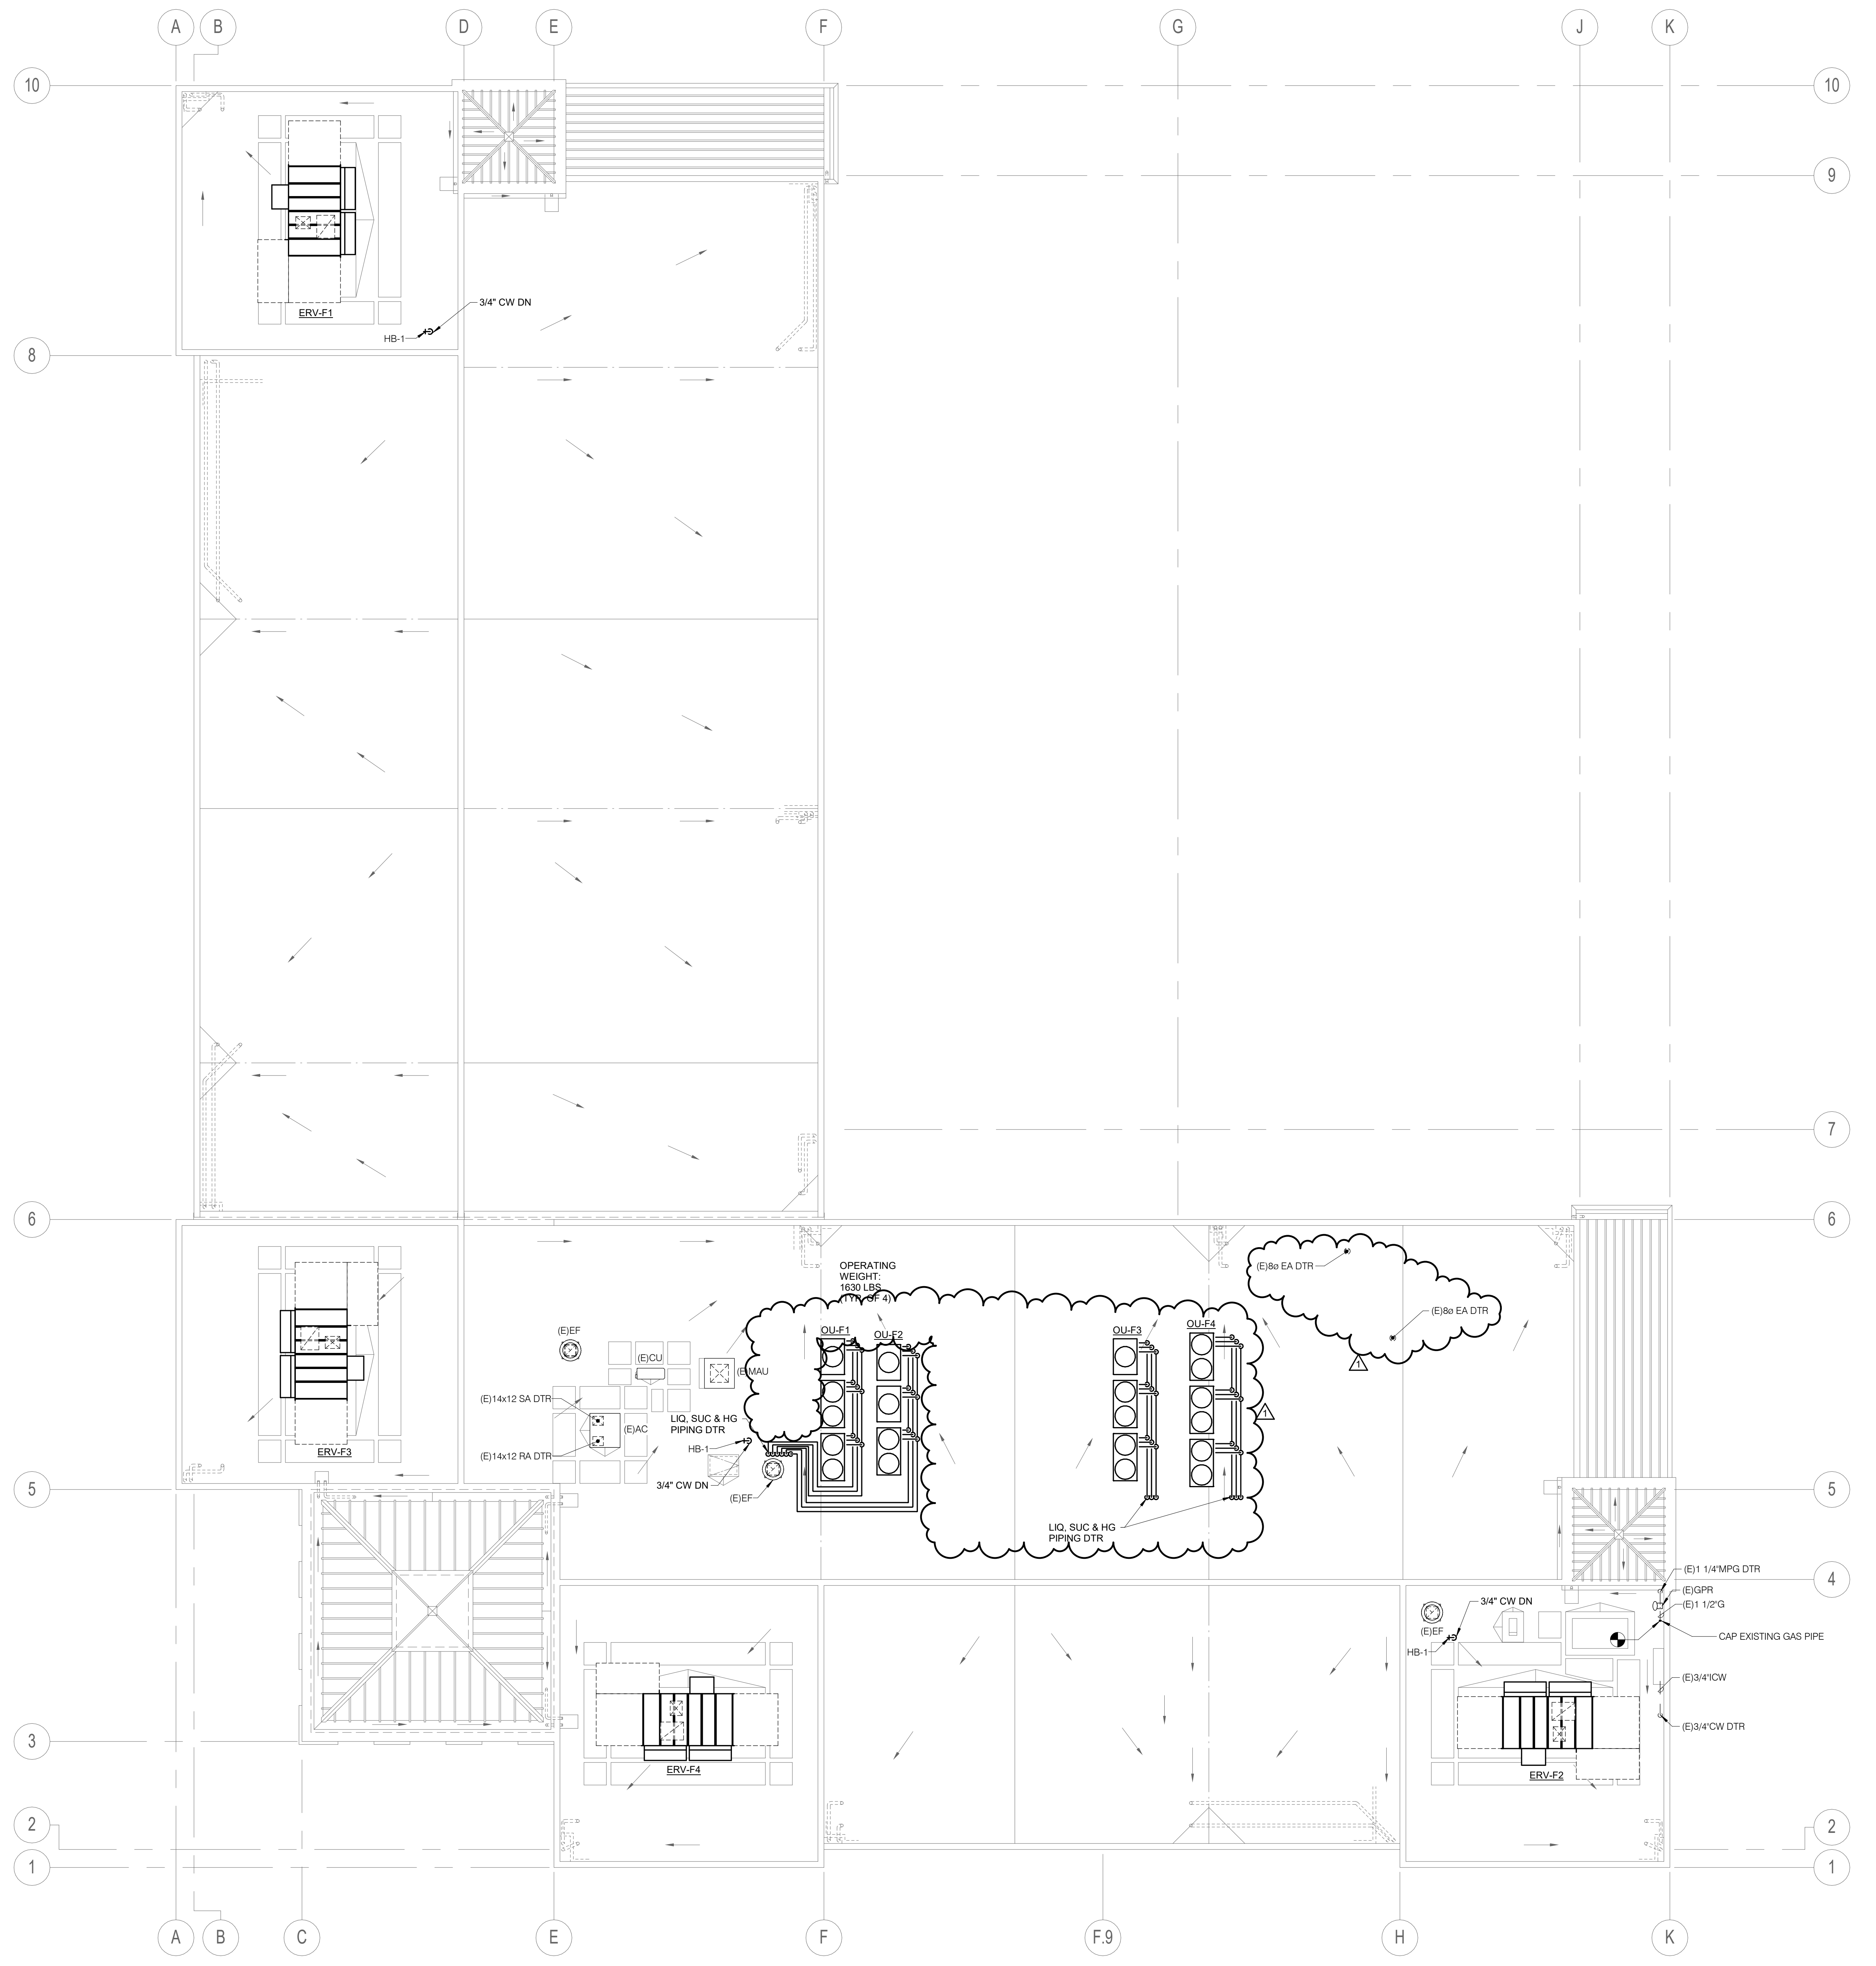 A
B
D
E
F
G
J
K
10
10
9
9
3/4" CW DN
ERV-F1
HB-1
8
7
6
6
OPERATING
WEIGHT:
1630 LBS
(TYP. OF 4)
(E)8ø EA DTR
(E)8ø EA DTR
1
OU-F1
OU-F2
OU-F3
OU-F4
(E)EF
(E)CU
(E)MAU
(E)14x12 SA DTR
(E)AC
(E)14x12 RA DTR
LIQ, SUC & HG
PIPING DTR
HB-1
3/4" CW DN
(E)EF
1
ERV-F3
5
5
LIQ, SUC & HG
PIPING DTR
4
(E)1 1/4"MPG DTR
(E)GPR
(E)1 1/2"G
CAP EXISTING GAS PIPE
3/4" CW DN
(E)EF
HB-1
(E)3/4"ICW
(E)3/4"CW DTR
3
ERV-F4
ERV-F2
2
2
1
1
A
B
C
E
F
F.9
H
K